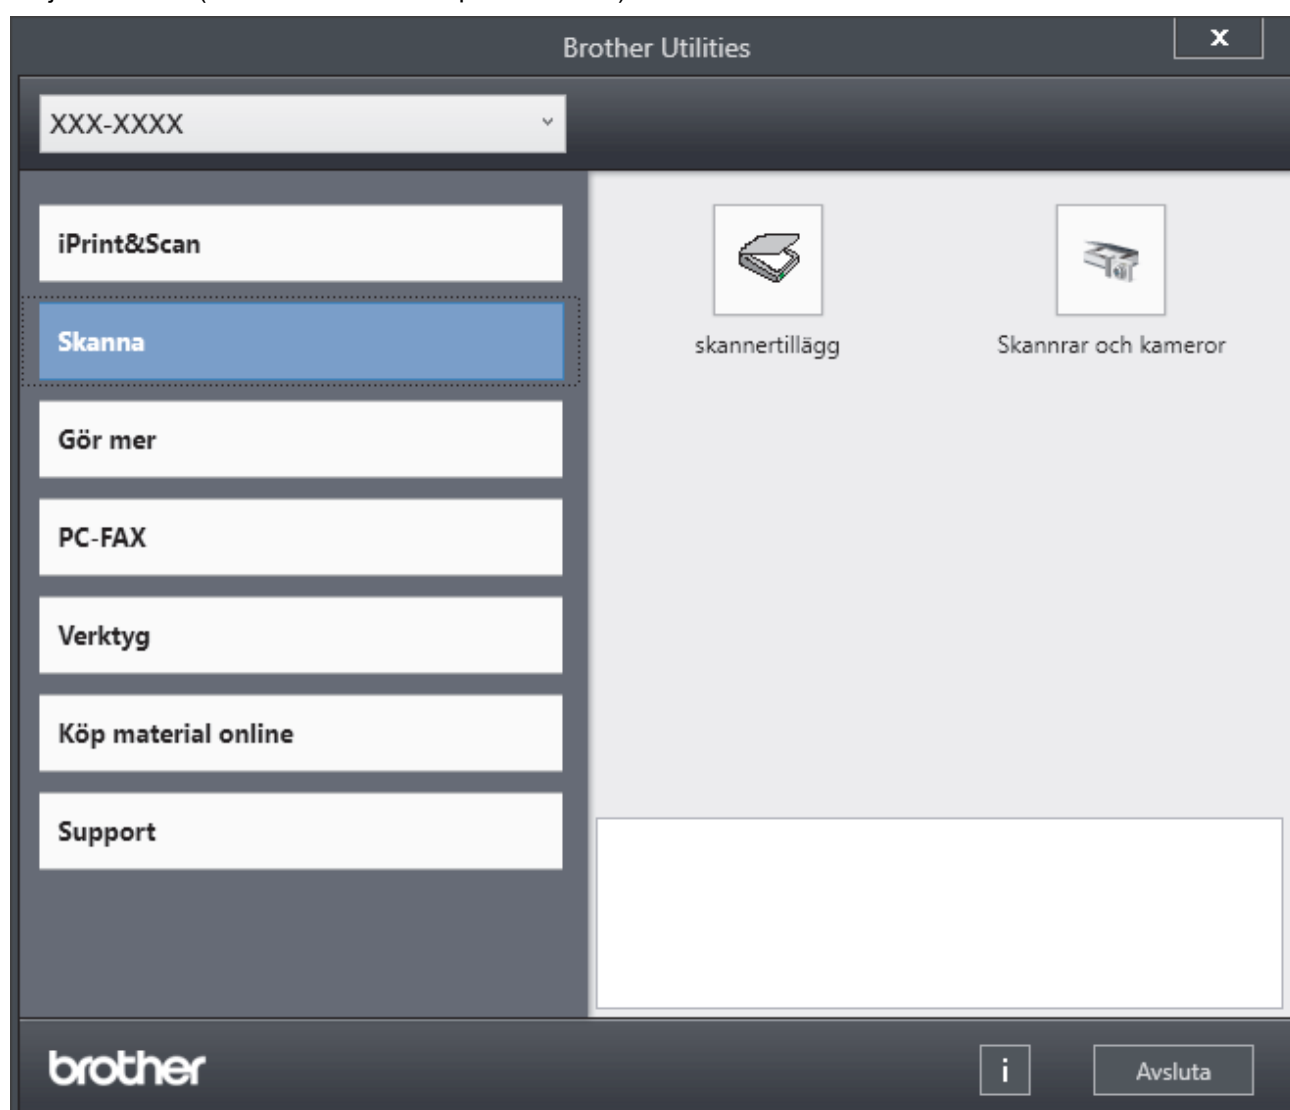 Brother Utilities
x
XXX-XXXX
iPrint&Scan
Skanna
Gör mer
PC-FAX
Verktyg
Köp material online
Support
skannertillägg
Skannrar och kameror
brother
i
Avsluta